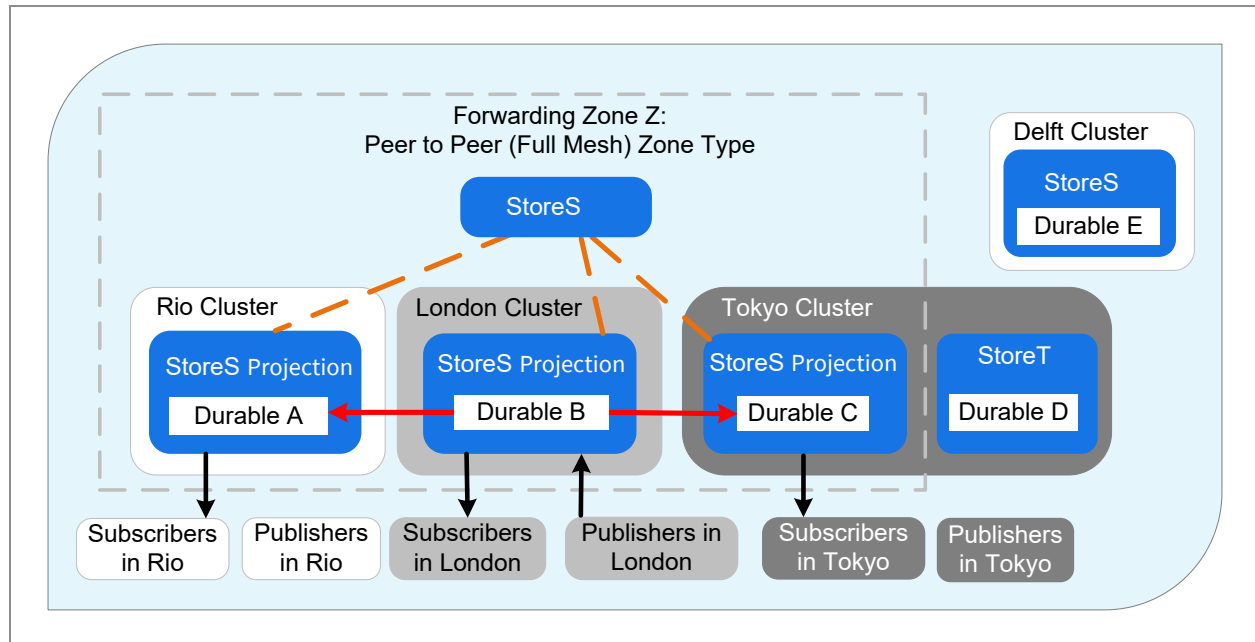 Forwarding Zone Z:
Peer to Peer (Full Mesh) Zone Type
StoreS
Delft Cluster
StoreS
Durable E
Rio Cluster
StoreS Projection
Durable A
London Cluster
StoreS Projection
Durable B
Tokyo Cluster
StoreS Projection
Durable C
StoreT
Durable D
Subscribers
in Rio
Publishers
in Rio
Subscribers
in London
Publishers in
London
Subscribers
in Tokyo
Publishers
in Tokyo